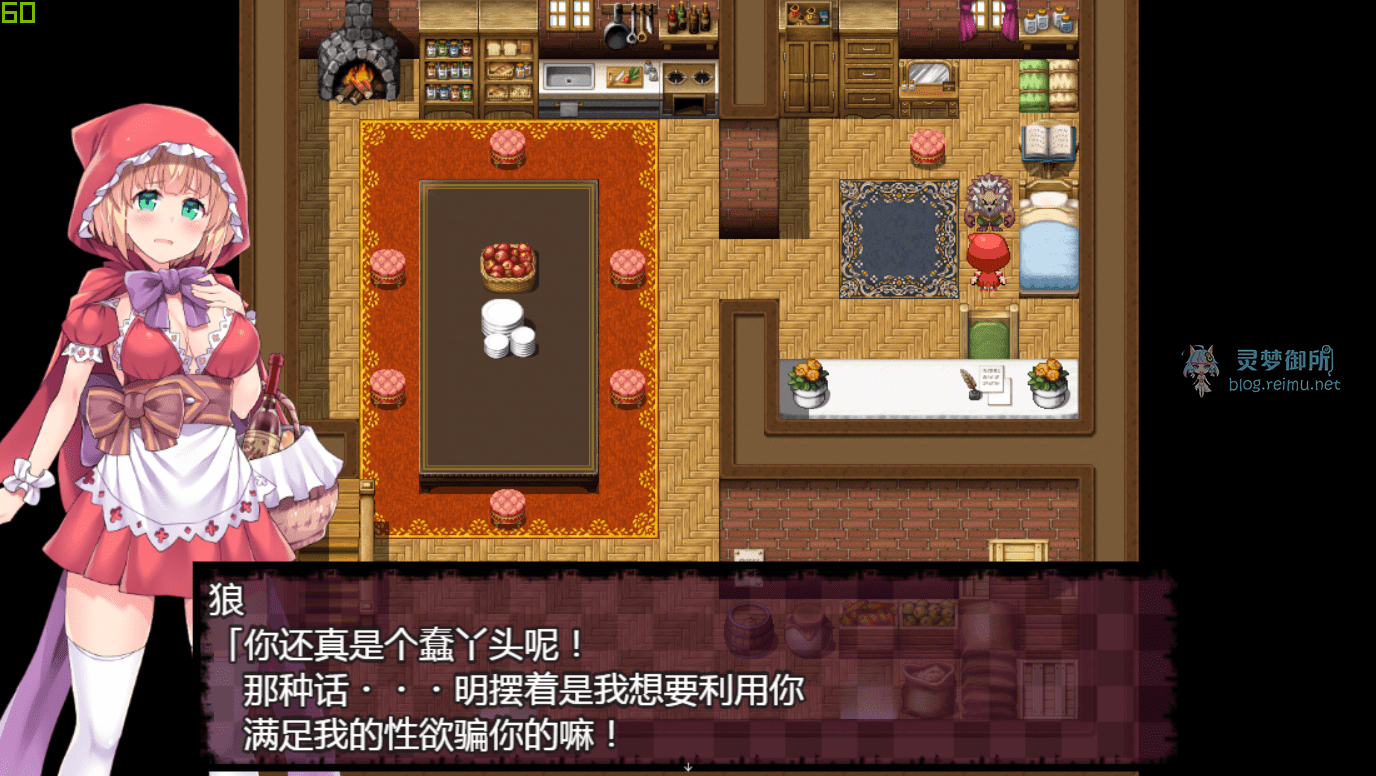 60
灵梦御所
blog.reimu.net
狼
「你还真是个蠢丫头呢！
那种话・・・明摆着是我想要利用你
满足我的性欲骗你的嘛！